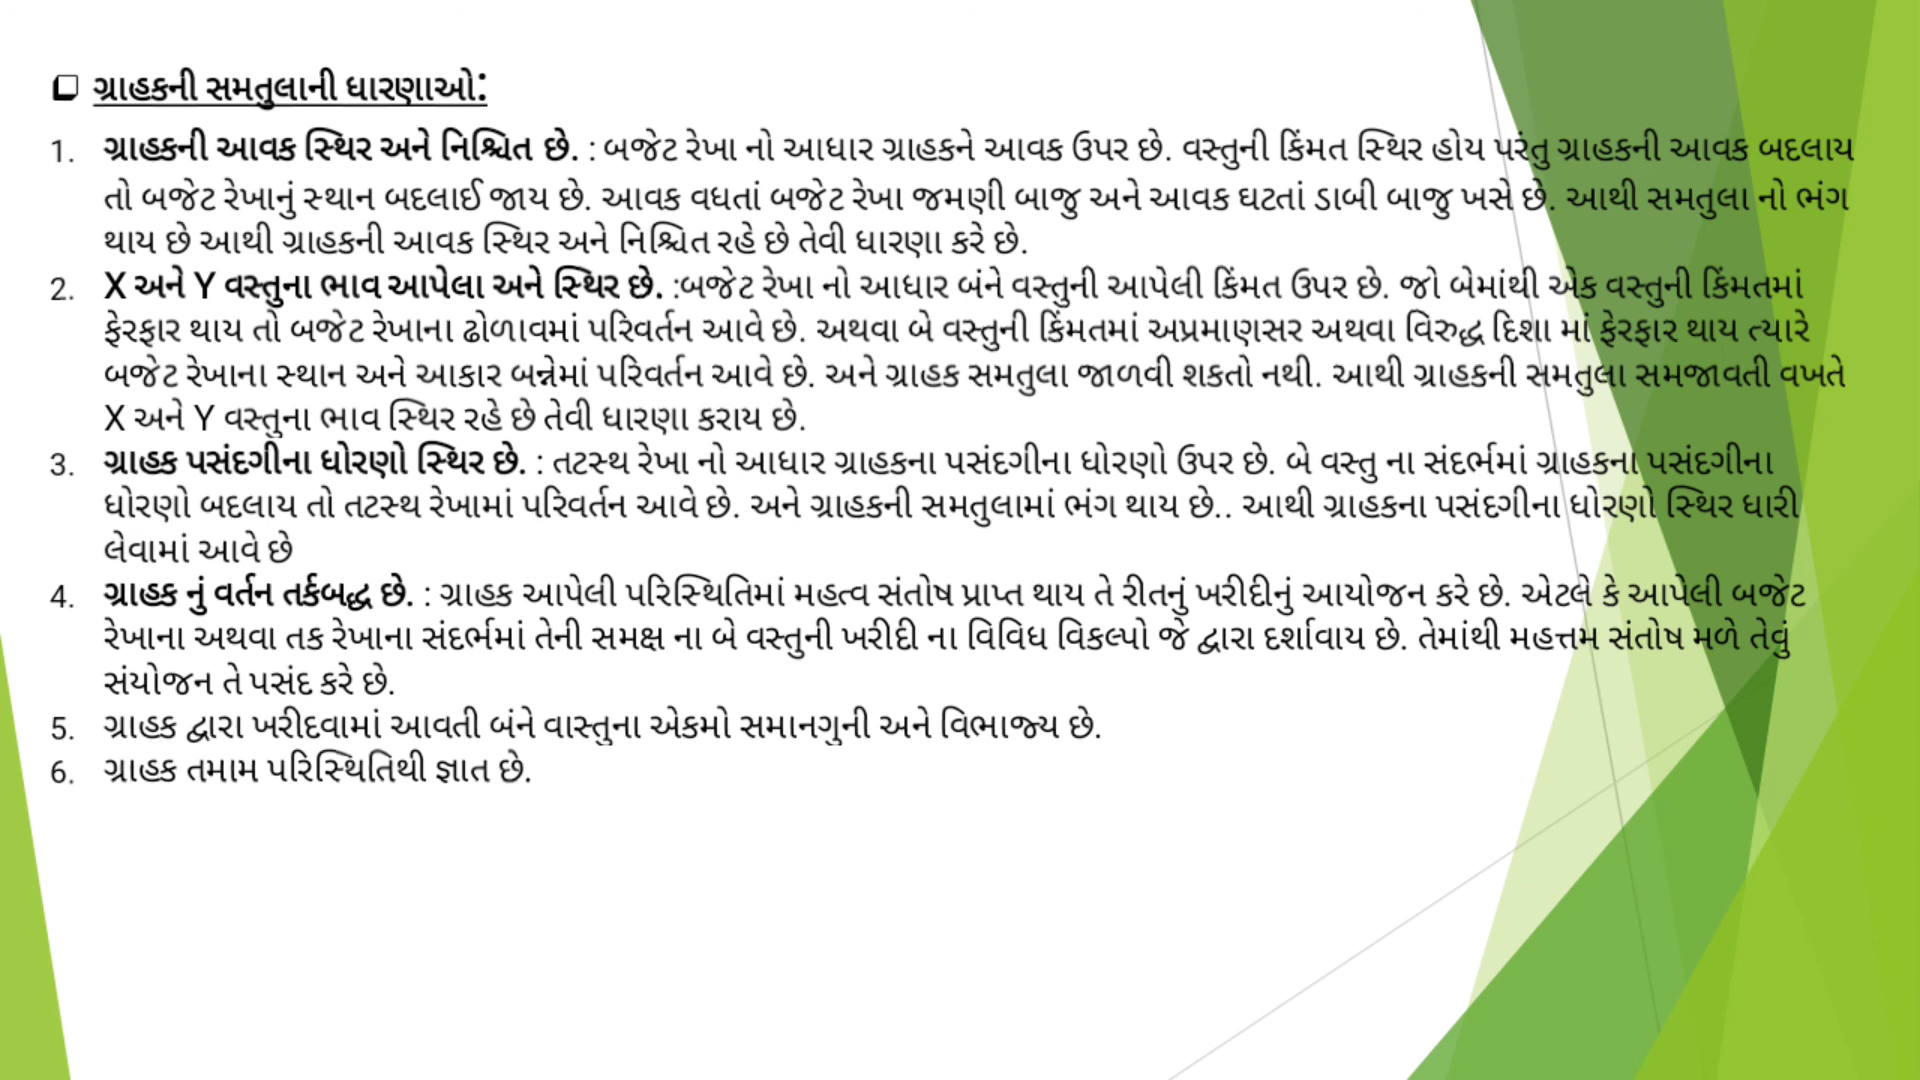 ગ્રાહકની સમતુલાની ધારણાઓ:
1. ગ્રાહકની આવક સ્થિર અને નિશ્ચિત છે. : બજેટ રેખા નો આધાર ગ્રાહકને આવક ઉપર છે. વસ્તુની કિંમત સ્થિર હોય પરંતુ ગ્રાહકની આવક બદલાય
તો બજેટ રેખાનું સ્થાન બદલાઈ જાય છે. આવક વધતાં બજેટ રેખા જમણી બાજુ અને આવક ઘટતાં ડાબી બાજુ ખસે છે. આથી સમતુલા નો ભંગ
થાય છે આથી ગ્રાહકની આવક સ્થિર અને નિશ્ચિત રહે છે તેવી ધારણા કરે છે.
2. X અને Y વસ્તુના ભાવ આપેલા અને સ્થિર છે. :બજેટ રેખા નો આધાર બંને વસ્તુની આપેલી કિંમત ઉપર છે. જો બેમાંથી એક વસ્તુની કિંમતમાં
ફેરફાર થાય તો બજેટ રેખાના ઢોળાવમાં પરિવર્તન આવે છે. અથવા બે વસ્તુની કિંમતમાં અપ્રમાણસર અથવા વિરુદ્ધ દિશા માં ફેરફાર થાય ત્યારે
બજેટ રેખાના સ્થાન અને આકાર બન્નેમાં પરિવર્તન આવે છે. અને ગ્રાહક સમતુલા જાળવી શકતો નથી. આથી ગ્રાહકની સમતુલા સમજાવતી વખતે
X અને Y વસ્તુના ભાવ સ્થિર રહે છે તેવી ધારણા કરાય છે.
3. ગ્રાહક પસંદગીના ધોરણો સ્થિર છે. : તટસ્થ રેખા નો આધાર ગ્રાહકના પસંદગીના ધોરણો ઉપર છે. બે વસ્તુ ના સંદર્ભમાં ગ્રાહકના પસંદગીના
ધોરણો બદલાય તો તટસ્થ રેખામાં પરિવર્તન આવે છે. અને ગ્રાહકની સમતુલામાં ભંગ થાય છે.. આથી ગ્રાહકના પસંદગીના ધોરણો સ્થિર ધારી
લેવામાં આવે છે
4. ગ્રાહક નું વર્તન તર્કબદ્ધ છે. : ગ્રાહક આપેલી પરિસ્થિતિમાં મહત્વ સંતોષ પ્રાપ્ત થાય તે રીતનું ખરીદીનું આયોજન કરે છે. એટલે કે આપેલી બજેટ
રેખાના અથવા તક રેખાના સંદર્ભમાં તેની સમક્ષ ના બે વસ્તુની ખરીદી ના વિવિધ વિકલ્પો જે દ્વારા દર્શાવાય છે. તેમાંથી મહત્તમ સંતોષ મળે તેવું
સંયોજન તે પસંદ કરે છે.
5. ગ્રાહક દ્વારા ખરીદવામાં આવતી બંને વાસ્તુના એકમો સમાનગુની અને વિભાજ્ય છે.
6. ગ્રાહક તમામ પરિસ્થિતિથી જ્ઞાત છે.